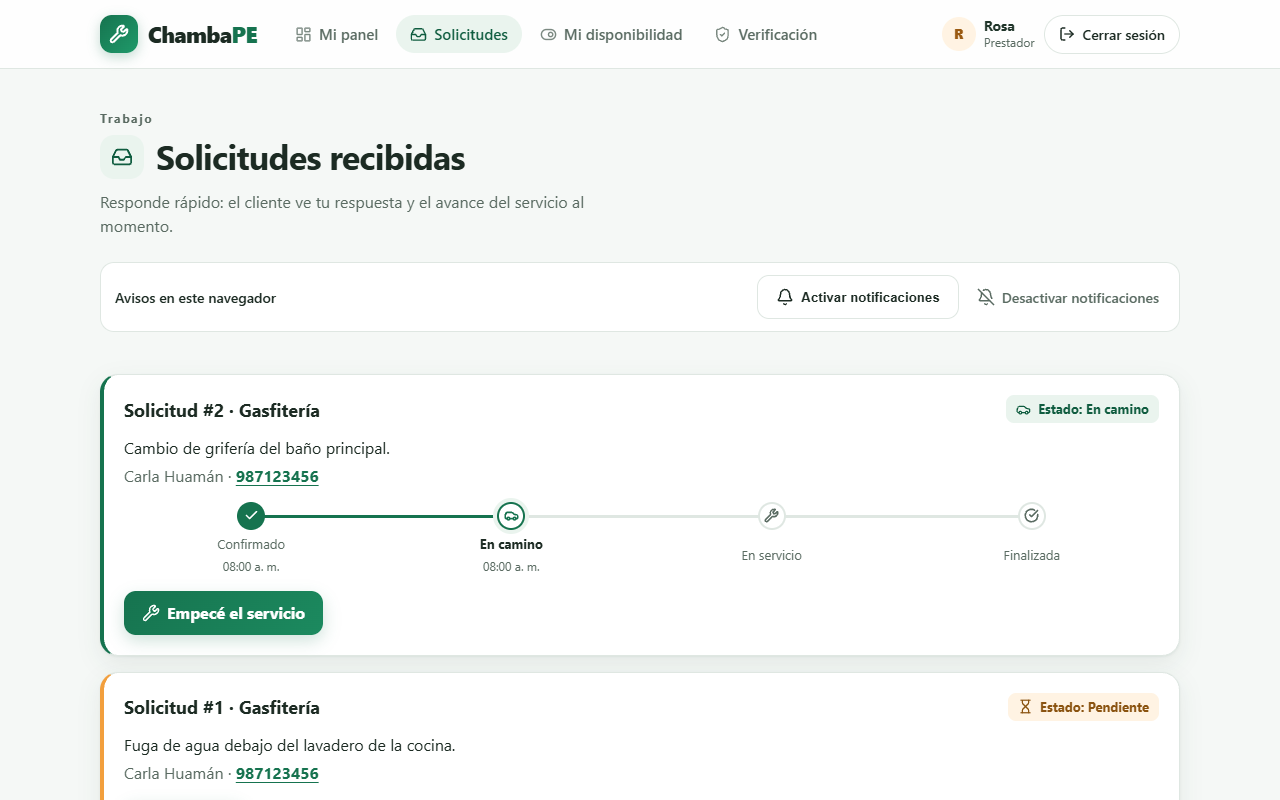 ChambaPE
Mi panel
Solicitudes
Mi disponibilidad
Verificación
R
Rosa
Prestador
Cerrar sesión
Trabajo
Solicitudes recibidas
Responde rápido: el cliente ve tu respuesta y el avance del servicio al
momento.
Avisos en este navegador
Activar notificaciones
Desactivar notificaciones
Solicitud #2 · Gasfitería
Estado: En camino
Cambio de grifería del baño principal.
Carla Huamán · 987123456
Confirmado
08:00 a. m.
En camino
08:00 a. m.
En servicio
Finalizada
Empecé el servicio
Solicitud #1 · Gasfitería
Estado: Pendiente
Fuga de agua debajo del lavadero de la cocina.
Carla Huamán · 987123456